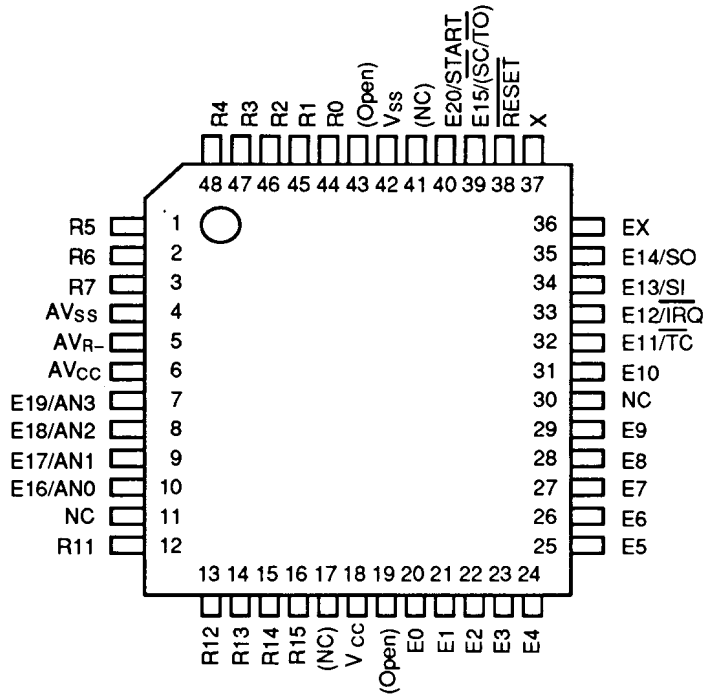 R4 R3 R2 R1 R0 (Open) Vss (NC) E20/START E15/(SC/TO) RESET X
48 47 46 45 44 43 42 41 40 39 38 37
R5 1 36 EX
R6 2 35 E14/SO
R7 3 34 E13/SI
AVSS 4 33 E12/IRQ
AVR– 5 32 E11/TC
AVCC 6 31 E10
E19/AN3 7 30 NC
E18/AN2 8 29 E9
E17/AN1 9 28 E8
E16/AN0 10 27 E7
NC 11 26 E6
R11 12 25 E5
13 14 15 16 17 18 19 20 21 22 23 24
R12 R13 R14 R15 (NC) VCC (Open) E0 E1 E2 E3 E4